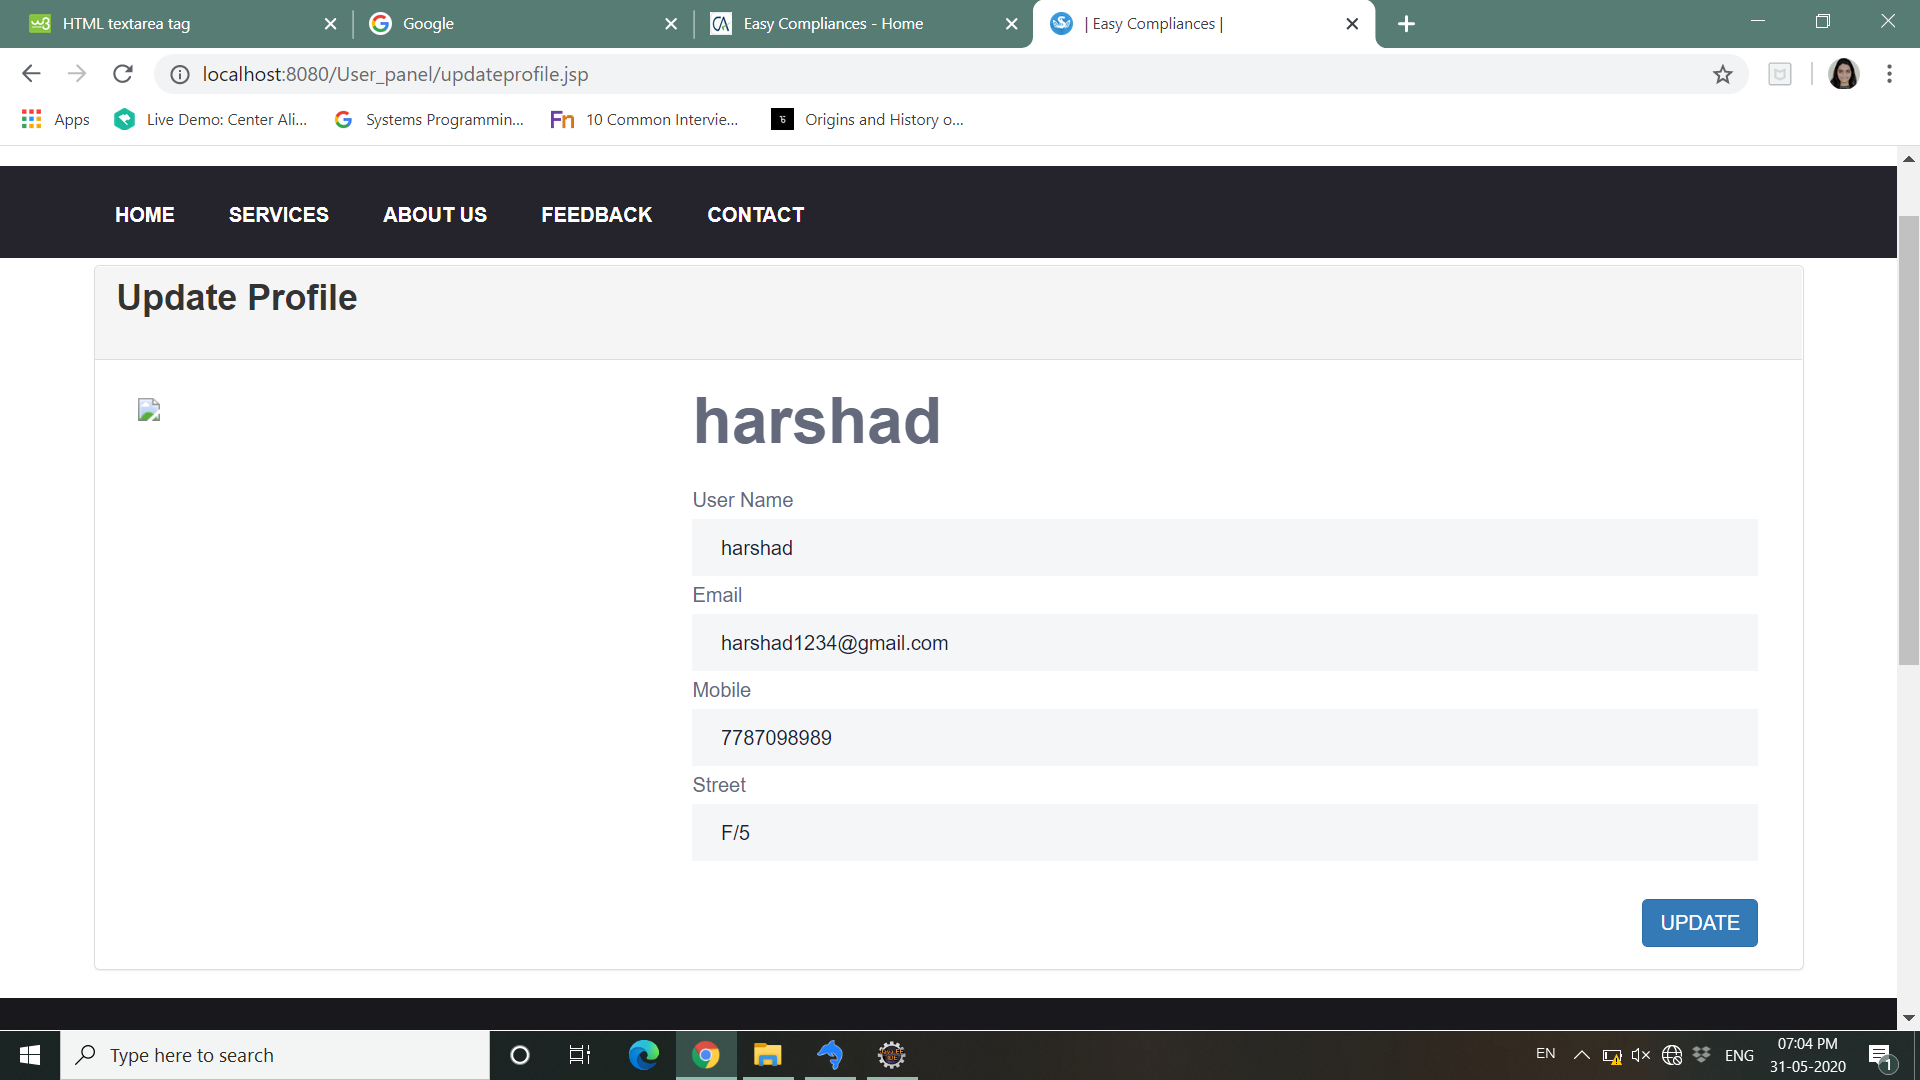 HTML textarea tag
Google
Easy Compliances - Home
| Easy Compliances |
localhost:8080/User_panel/updateprofile.jsp
Apps
Live Demo: Center Ali...
Systems Programmin...
Fn 10 Common Intervie...
Origins and History o...
HOME SERVICES ABOUT US FEEDBACK CONTACT
Update Profile
harshad
User Name
harshad
Email
harshad1234@gmail.com
Mobile
7787098989
Street
F/5
UPDATE
Type here to search
EN
ENG
07:04 PM
31-05-2020
1